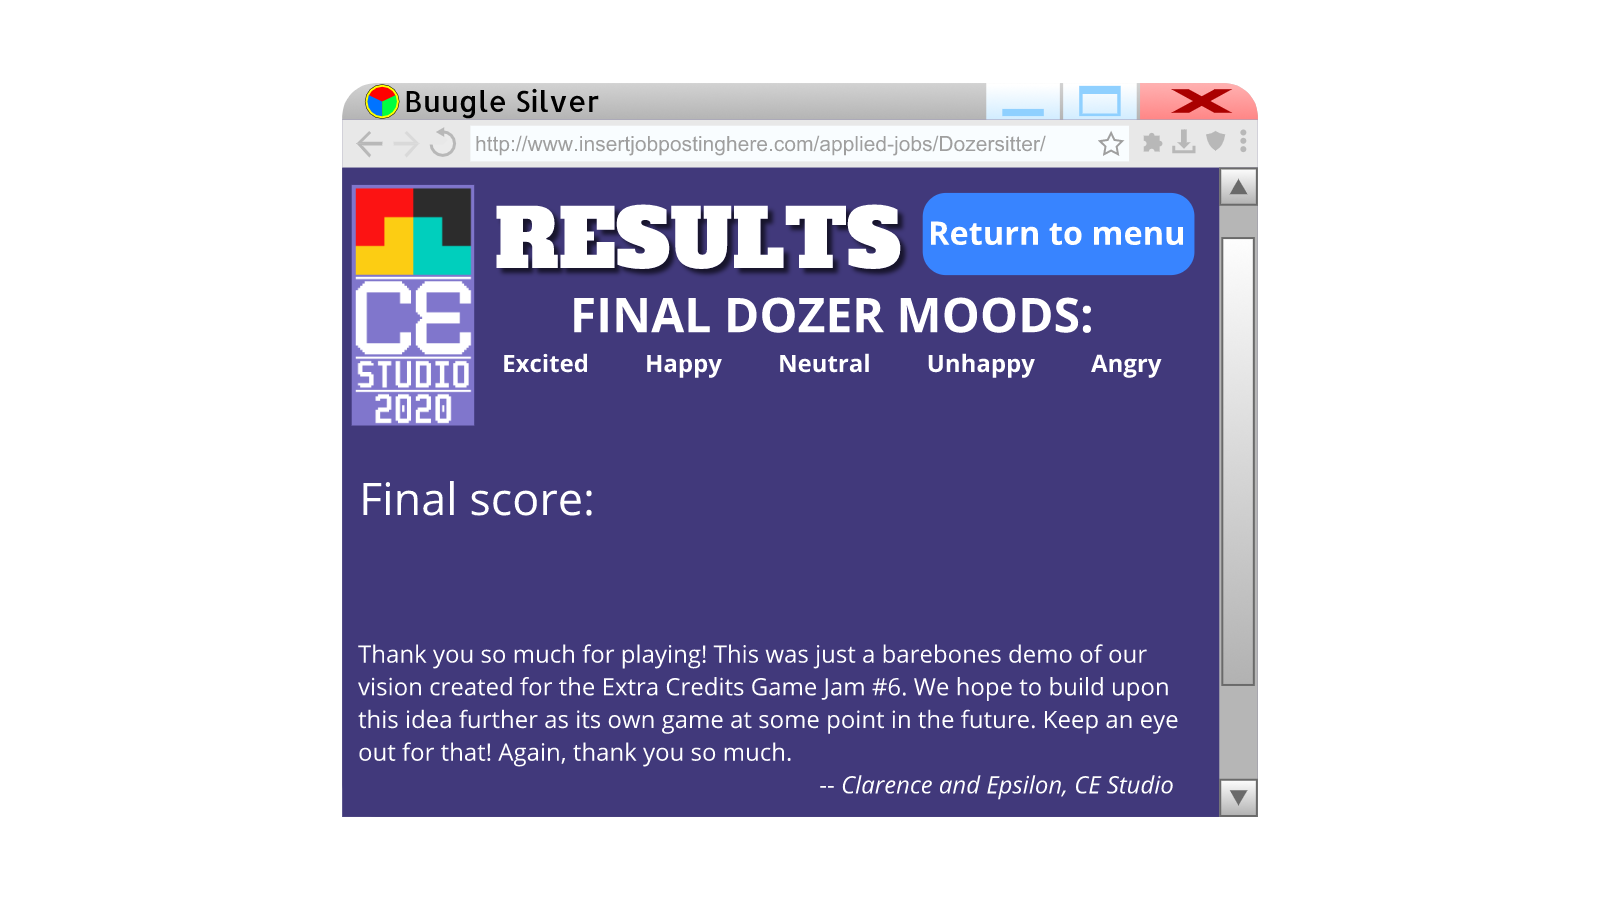 Buugle Silver
http://www.insertjobpostinghere.com/applied-jobs/Dozersitter/
CE
STUDIO
2020
RESULTS
Return to menu
FINAL DOZER MOODS:
Excited Happy Neutral Unhappy Angry
Final score:
Thank you so much for playing! This was just a barebones demo of our
vision created for the Extra Credits Game Jam #6. We hope to build upon
this idea further as its own game at some point in the future. Keep an eye
out for that! Again, thank you so much.
-- Clarence and Epsilon, CE Studio